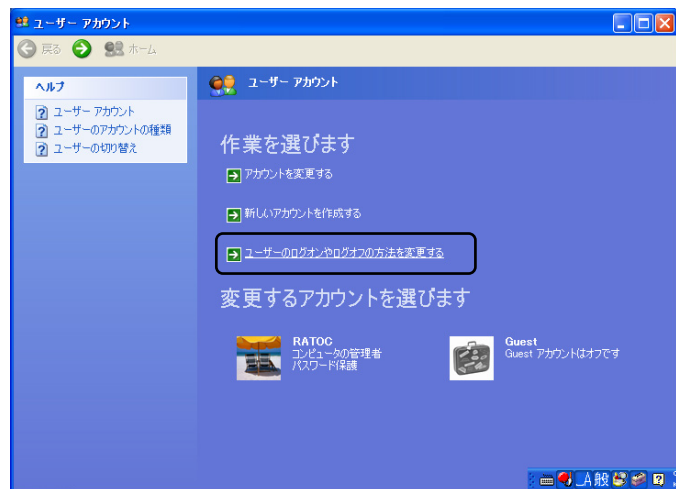 ユーザー アカウント
戻る
ホーム
ヘルプ
ユーザー アカウント
ユーザーのアカウントの種類
ユーザーの切り替え
ユーザー アカウント
作業を選びます
アカウントを変更する
新しいアカウントを作成する
ユーザーのログオンやログオフの方法を変更する
変更するアカウントを選びます
RATOC
コンピュータの管理者
パスワード保護
Guest
Guest アカウントはオフです
_A 般